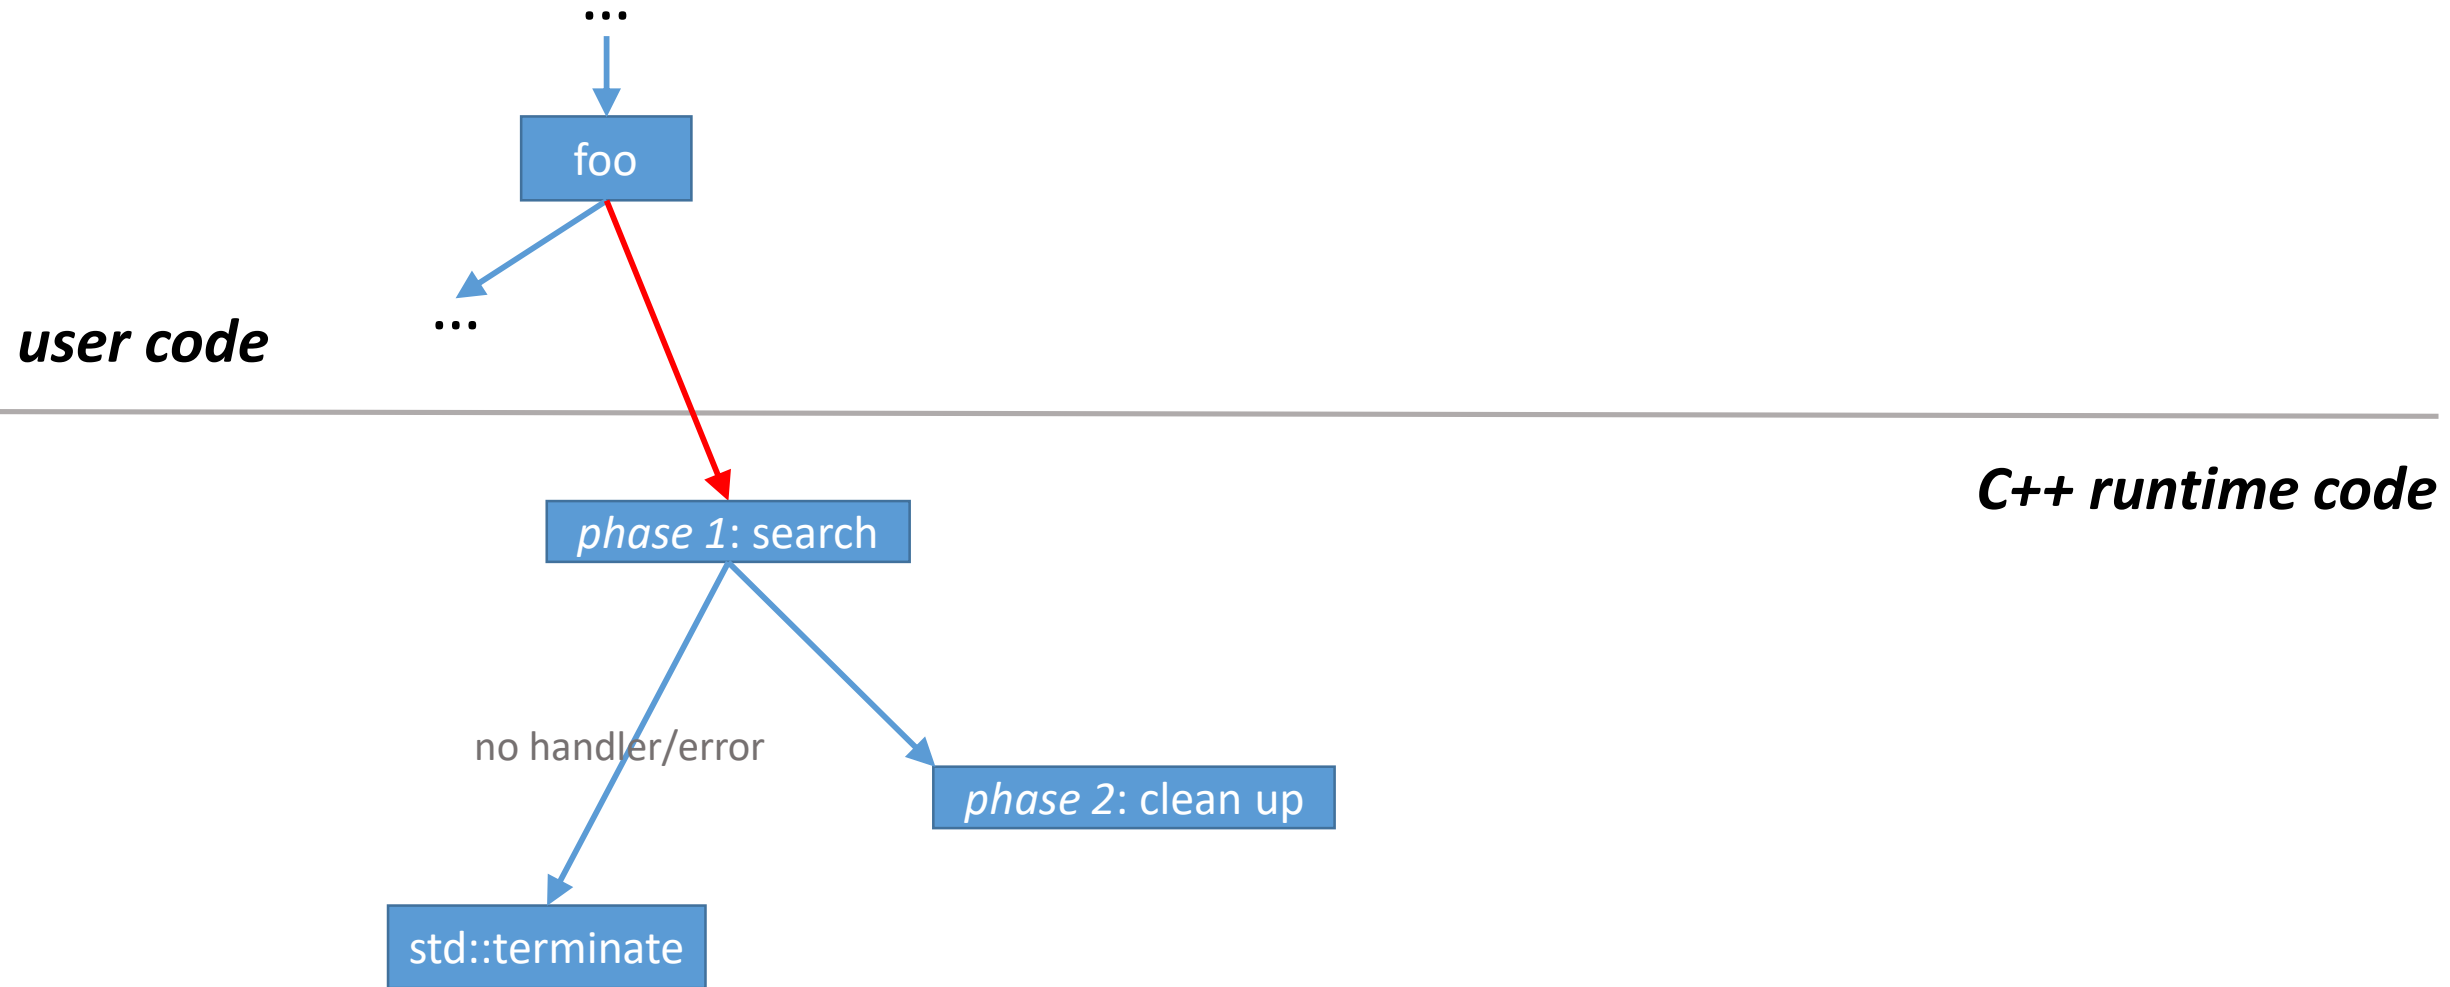 ...
foo
...
user code
C++ runtime code
phase 1: search
no handler/error
phase 2: clean up
std::terminate